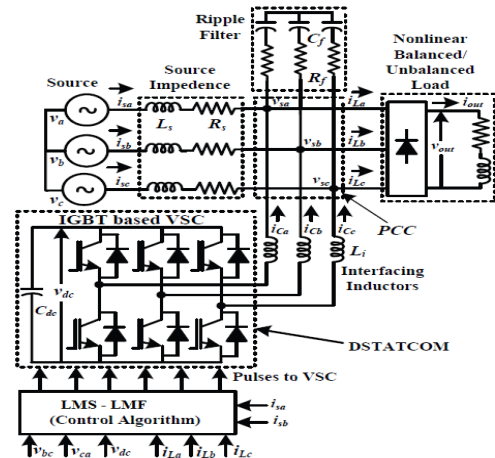 Ripple
Filter
C_f
R_f
Nonlinear
Balanced/
Unbalanced
Load
Source
Source
Impedence
i_sa
v_a
L_s
R_s
v_sa
i_La
i_out
i_sb
v_b
v_sb
i_Lb
v_out
i_sc
v_c
v_sc
i_Lc
PCC
IGBT based VSC
i_Ca
i_Cb
i_Cc
L_i
v_dc
C_dc
Interfacing
Inductors
DSTATCOM
Pulses to VSC
LMS - LMF
(Control Algorithm)
i_sa
i_sb
v_bc
v_ca
v_dc
i_La
i_Lb
i_Lc